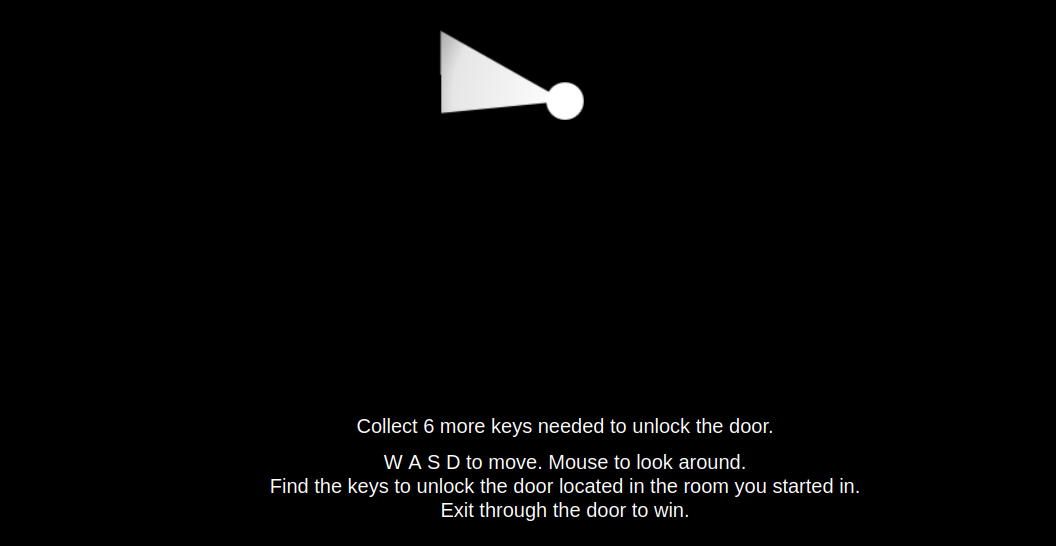 Collect 6 more keys needed to unlock the door.
W A S D to move. Mouse to look around.
Find the keys to unlock the door located in the room you started in.
Exit through the door to win.